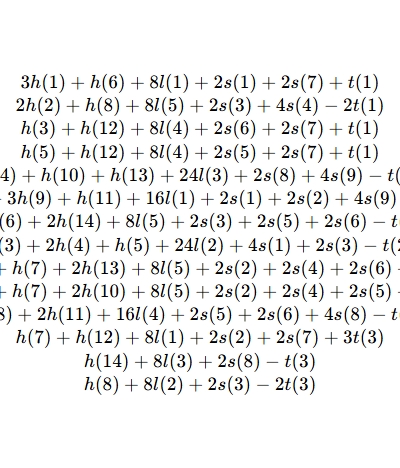 3h(1) + h(6) + 8l(1) + 2s(1) + 2s(7) + t(1)
2h(2) + h(8) + 8l(5) + 2s(3) + 4s(4) − 2t(1)
h(3) + h(12) + 8l(4) + 2s(6) + 2s(7) + t(1)
h(5) + h(12) + 8l(4) + 2s(5) + 2s(7) + t(1)
4) + h(10) + h(13) + 24l(3) + 2s(8) + 4s(9) − t(
3h(9) + h(11) + 16l(1) + 2s(1) + 2s(2) + 4s(9)
(6) + 2h(14) + 8l(5) + 2s(3) + 2s(5) + 2s(6) − t(
(3) + 2h(4) + h(5) + 24l(2) + 4s(1) + 2s(3) − t(2
+ h(7) + 2h(13) + 8l(5) + 2s(2) + 2s(4) + 2s(6) −
+ h(7) + 2h(10) + 8l(5) + 2s(2) + 2s(4) + 2s(5) −
8) + 2h(11) + 16l(4) + 2s(5) + 2s(6) + 4s(8) − t(
h(7) + h(12) + 8l(1) + 2s(2) + 2s(7) + 3t(3)
h(14) + 8l(3) + 2s(8) − t(3)
h(8) + 8l(2) + 2s(3) − 2t(3)